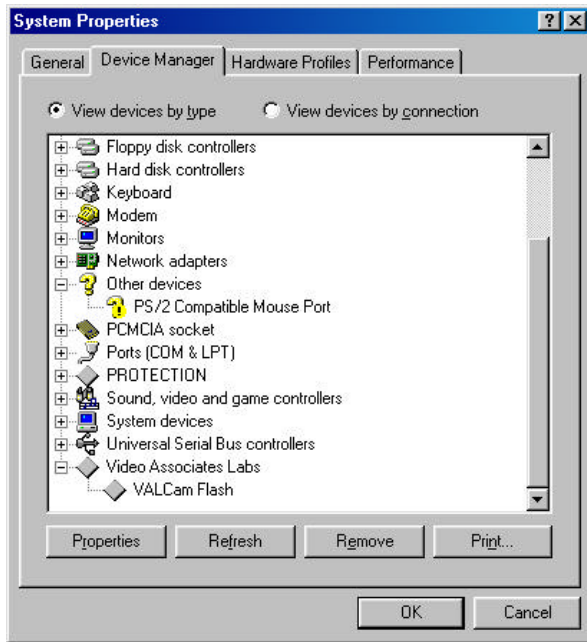 System Properties
General Device Manager Hardware Profiles Performance
View devices by type View devices by connection
Floppy disk controllers
Hard disk controllers
Keyboard
Modem
Monitors
Network adapters
Other devices
PS/2 Compatible Mouse Port
PCMCIA socket
Ports (COM & LPT)
PROTECTION
Sound, video and game controllers
System devices
Universal Serial Bus controllers
Video Associates Labs
VALCam Flash
Properties Refresh Remove Print...
OK Cancel